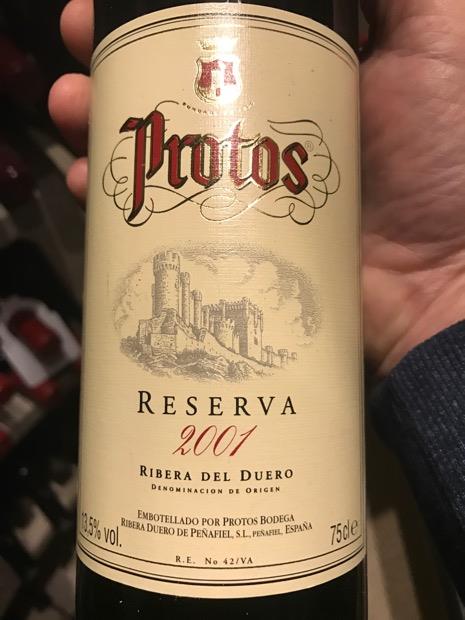 Protos
RESERVA
2001
RIBERA DEL DUERO
DENOMINACION DE ORIGEN
EMBOTELLADO POR PROTOS BODEGA
RIBERA DUERO DE PEÑAFIEL, S.L., PEÑAFIEL, ESPAÑA
13,5% vol.
75cl e
R.E. No 42/VA